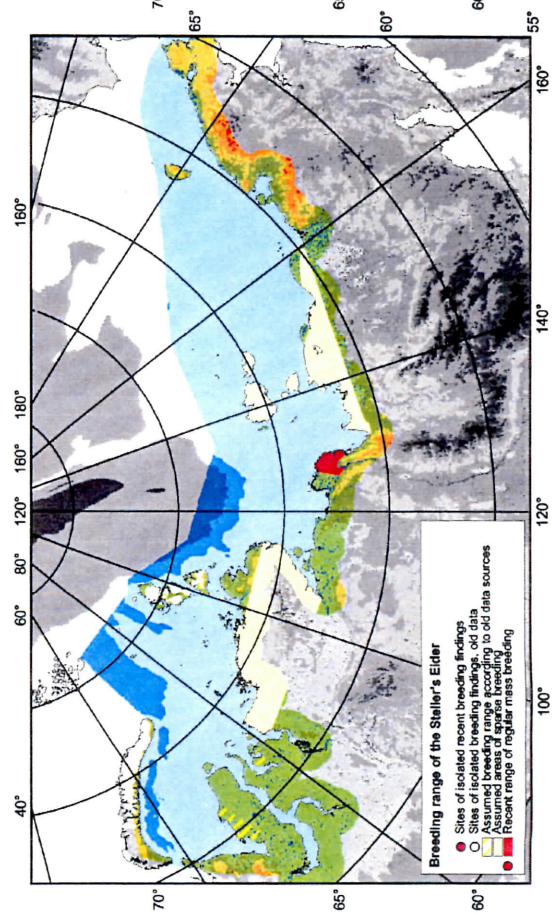 65°
60°
55°
160°
160°
180°
160°
140°
120°
120°
80°
60°
40°
100°
70°
65°
60°
Breeding range of the Steller's Eider
Sites of isolated recent breeding findings
Sites of isolated breeding findings, old data
Assumed breeding range according to old data sources
Assumed areas of sparse breeding
Recent range of regular mass breeding